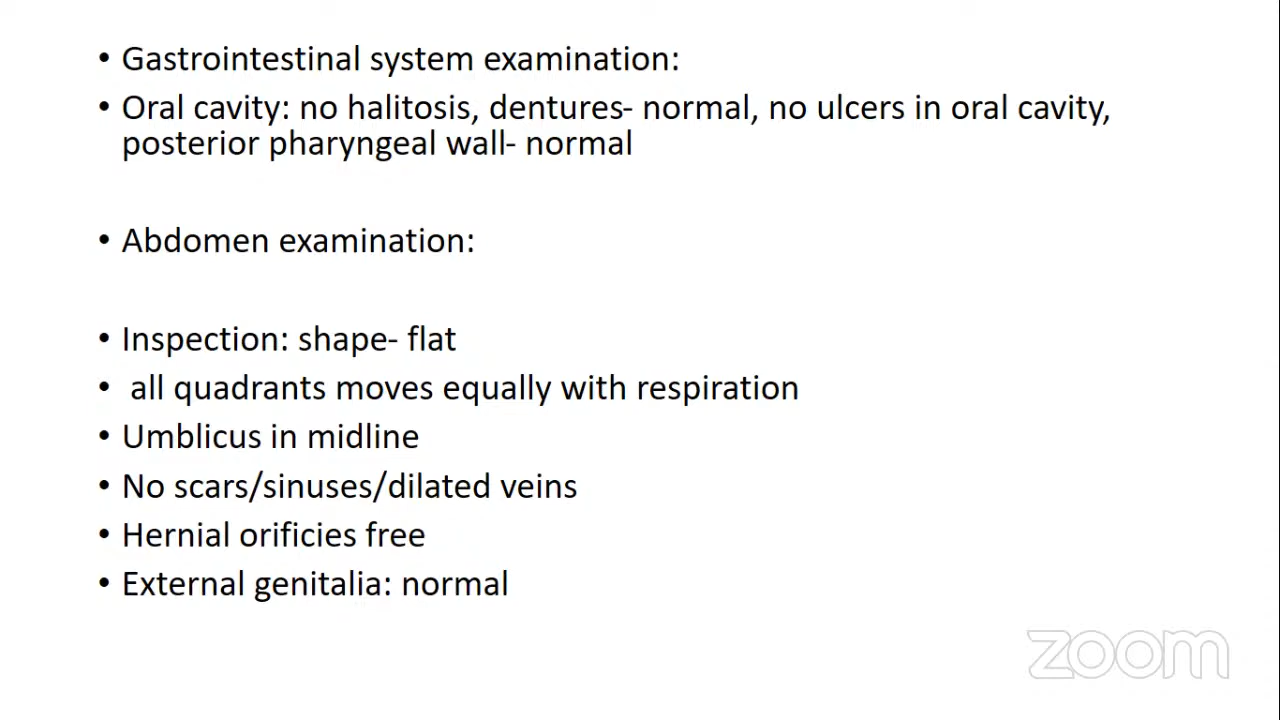 • Gastrointestinal system examination:
• Oral cavity: no halitosis, dentures- normal, no ulcers in oral cavity,
posterior pharyngeal wall- normal
• Abdomen examination:
• Inspection: shape- flat
• all quadrants moves equally with respiration
• Umblicus in midline
• No scars/sinuses/dilated veins
• Hernial orificies free
• External genitalia: normal
zoom